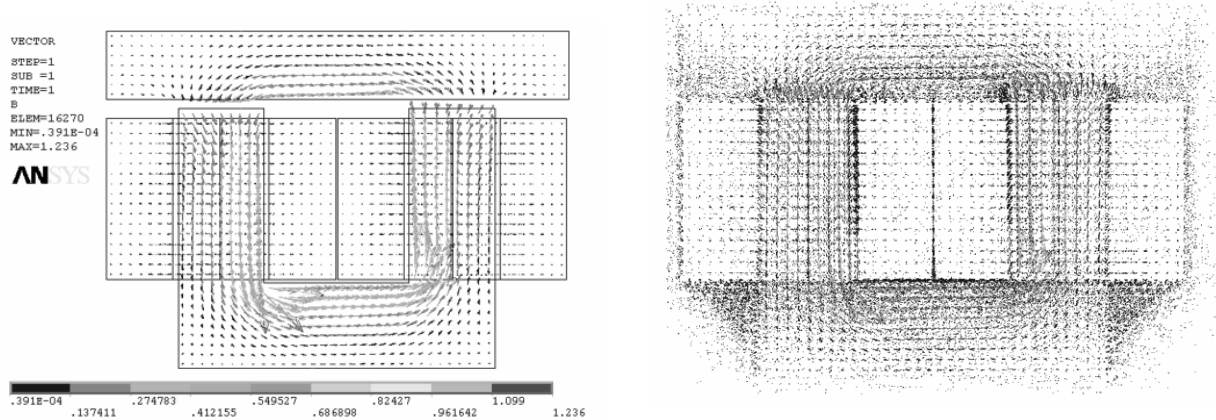 VECTOR
STEP=1
SUB =1
TIME=1
B
ELEM=16270
MIN=.391E-04
MAX=1.236
ANSYS
.391E-04 .274783 .549527 .82427 1.099
.137411 .412155 .686898 .961642 1.236